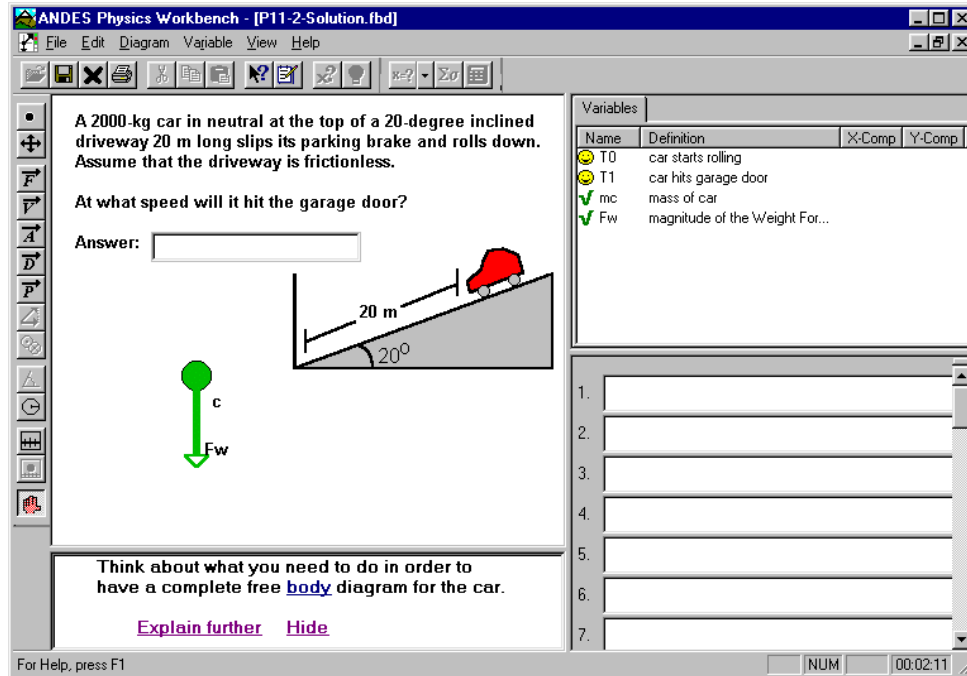 ANDES Physics Workbench - [P11-2-Solution.fbd]
File Edit Diagram Variable View Help
x? x=? Σσ
A 2000-kg car in neutral at the top of a 20-degree inclined
driveway 20 m long slips its parking brake and rolls down.
Assume that the driveway is frictionless.
At what speed will it hit the garage door?
Answer:
20 m
20º
c
Fw
F
V
A
D
P
Think about what you need to do in order to
have a complete free body diagram for the car.
Explain further Hide
Variables
Name Definition X-Comp Y-Comp
T0 car starts rolling
T1 car hits garage door
mc mass of car
Fw magnitude of the Weight For...
1.
2.
3.
4.
5.
6.
7.
For Help, press F1 NUM 00:02:11